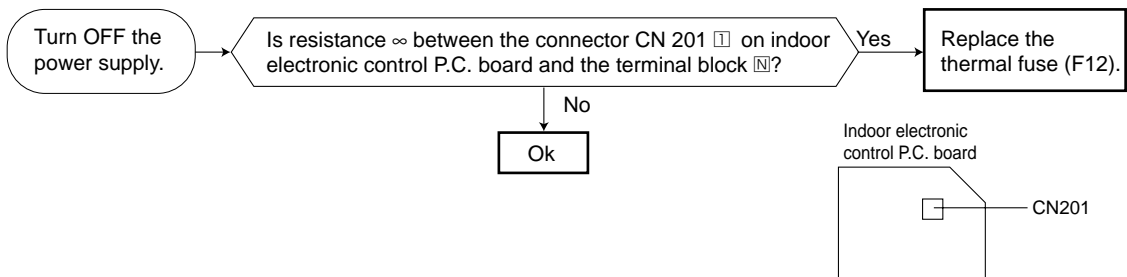 Turn OFF the
power supply.
Is resistance ∞ between the connector CN 201 1 on indoor
electronic control P.C. board and the terminal block N?
Yes
Replace the
thermal fuse (F12).
No
Ok
Indoor electronic
control P.C. board
CN201